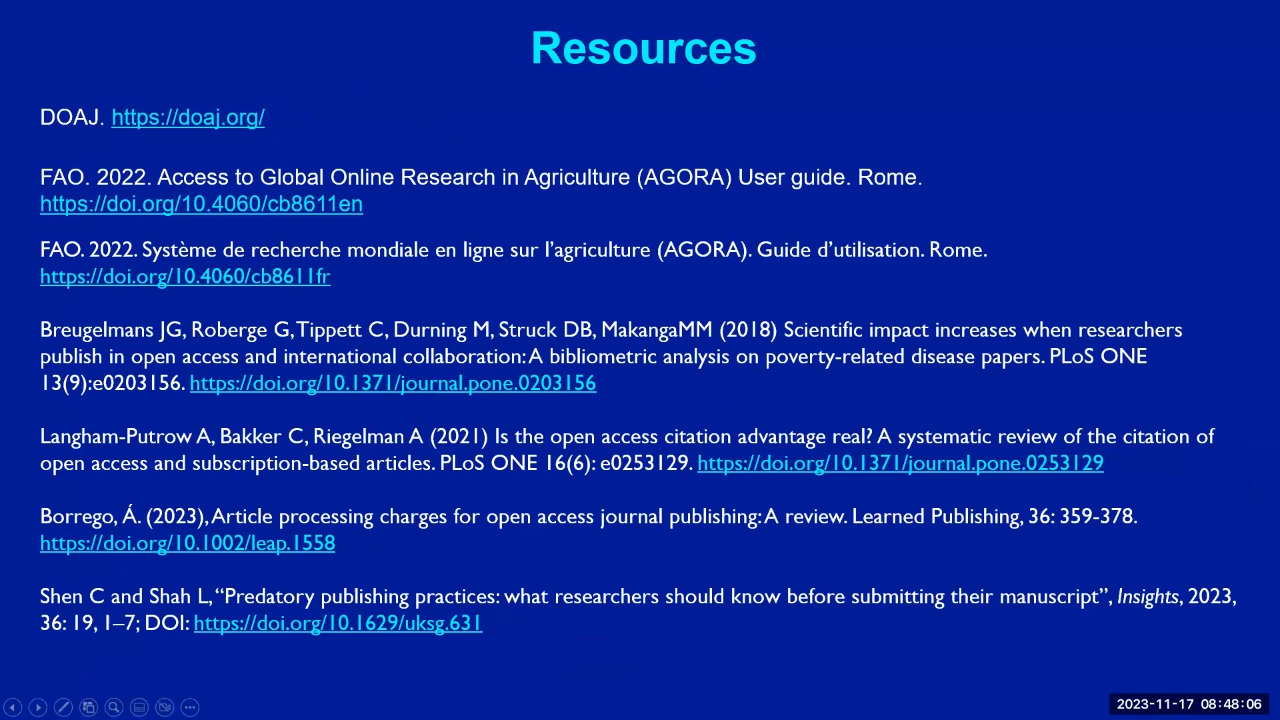 Resources
DOAJ. https://doaj.org/
FAO. 2022. Access to Global Online Research in Agriculture (AGORA) User guide. Rome.
https://doi.org/10.4060/cb8611en
FAO. 2022. Système de recherche mondiale en ligne sur l’agriculture (AGORA). Guide d’utilisation. Rome.
https://doi.org/10.4060/cb8611fr
Breugelmans JG, Roberge G, Tippett C, Durning M, Struck DB, MakangaMM (2018) Scientific impact increases when researchers
publish in open access and international collaboration: A bibliometric analysis on poverty-related disease papers. PLoS ONE
13(9):e0203156. https://doi.org/10.1371/journal.pone.0203156
Langham-Putrow A, Bakker C, Riegelman A (2021) Is the open access citation advantage real? A systematic review of the citation of
open access and subscription-based articles. PLoS ONE 16(6): e0253129. https://doi.org/10.1371/journal.pone.0253129
Borrego, Á. (2023), Article processing charges for open access journal publishing: A review. Learned Publishing, 36: 359-378.
https://doi.org/10.1002/leap.1558
Shen C and Shah L, “Predatory publishing practices: what researchers should know before submitting their manuscript”, Insights, 2023,
36: 19, 1–7; DOI: https://doi.org/10.1629/uksg.631
2023-11-17 08:48:06